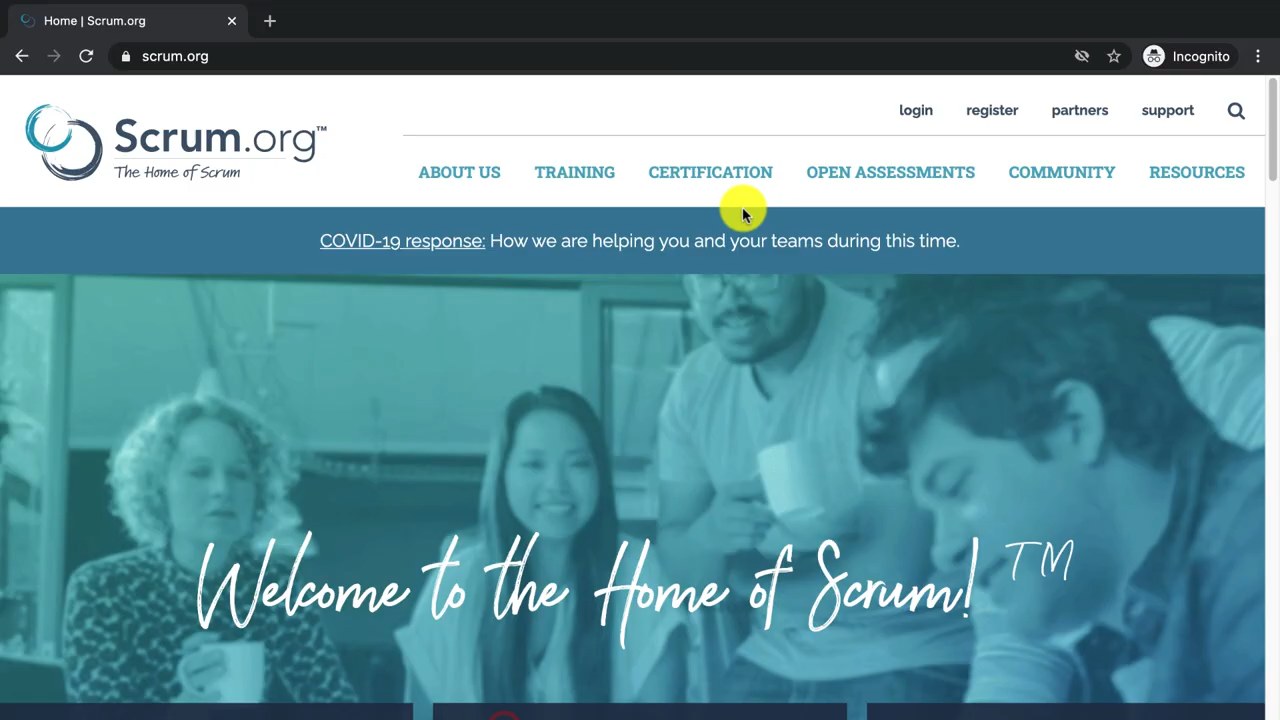 Home | Scrum.org
scrum.org
Incognito
login register partners support
Scrum.org™
The Home of Scrum
ABOUT US TRAINING CERTIFICATION OPEN ASSESSMENTS COMMUNITY RESOURCES
COVID-19 response: How we are helping you and your teams during this time.
Welcome to the Home of Scrum! TM